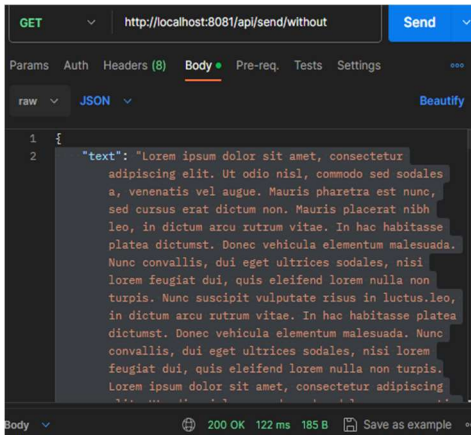 GET http://localhost:8081/api/send/without Send
Params Auth Headers (8) Body Pre-req. Tests Settings
raw JSON Beautify
1 {
2 "text": "Lorem ipsum dolor sit amet, consectetur
adipiscing elit. Ut odio nisl, commodo sed sodales
a, venenatis vel augue. Mauris pharetra est nunc,
sed cursus erat dictum non. Mauris placerat nibh
leo, in dictum arcu rutrum vitae. In hac habitasse
platea dictumst. Donec vehicula elementum malesuada.
Nunc convallis, dui eget ultrices sodales, nisi
lorem feugiat dui, quis eleifend lorem nulla non
turpis. Nunc suscipit vulputate risus in luctus.leo,
in dictum arcu rutrum vitae. In hac habitasse platea
dictumst. Donec vehicula elementum malesuada. Nunc
convallis, dui eget ultrices sodales, nisi lorem
feugiat dui, quis eleifend lorem nulla non turpis.
Lorem ipsum dolor sit amet, consectetur adipiscing
Body 200 OK 122 ms 185 B Save as example